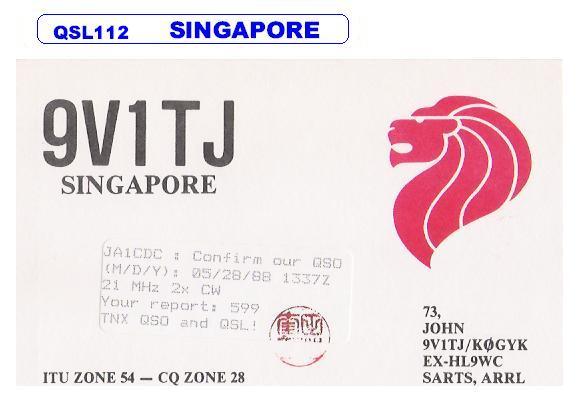 QSL112 SINGAPORE
9V1TJ
SINGAPORE
JA1CDC : Confirm our QSO
(M/D/Y): 05/28/88 1337Z
21 MHz 2x CW
Your report: 599
TNX QSO and QSL!
73,
JOHN
9V1TJ/KØGYK
EX-HL9WC
SARTS, ARRL
ITU ZONE 54 — CQ ZONE 28